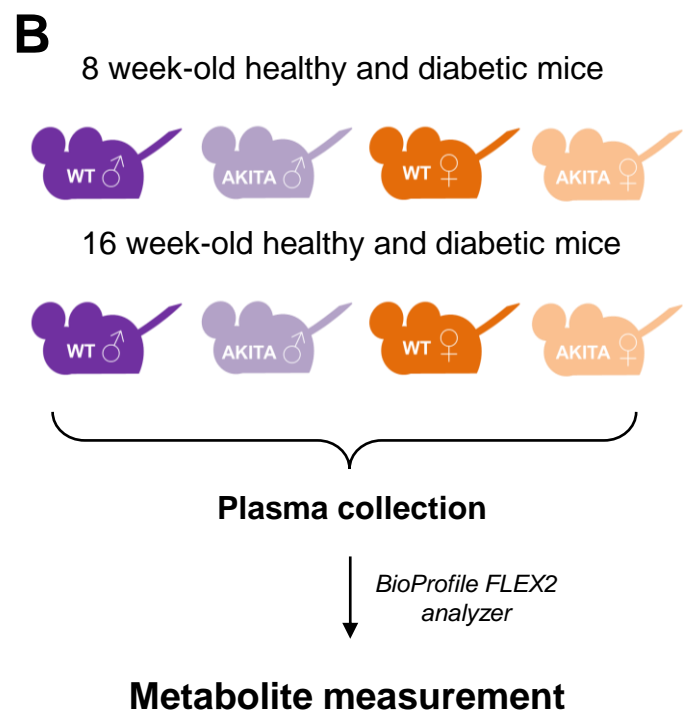 B
8 week-old healthy and diabetic mice
WT ♂ AKITA ♂ WT ♀ AKITA ♀
16 week-old healthy and diabetic mice
WT ♂ AKITA ♂ WT ♀ AKITA ♀
Plasma collection
BioProfile FLEX2
analyzer
Metabolite measurement